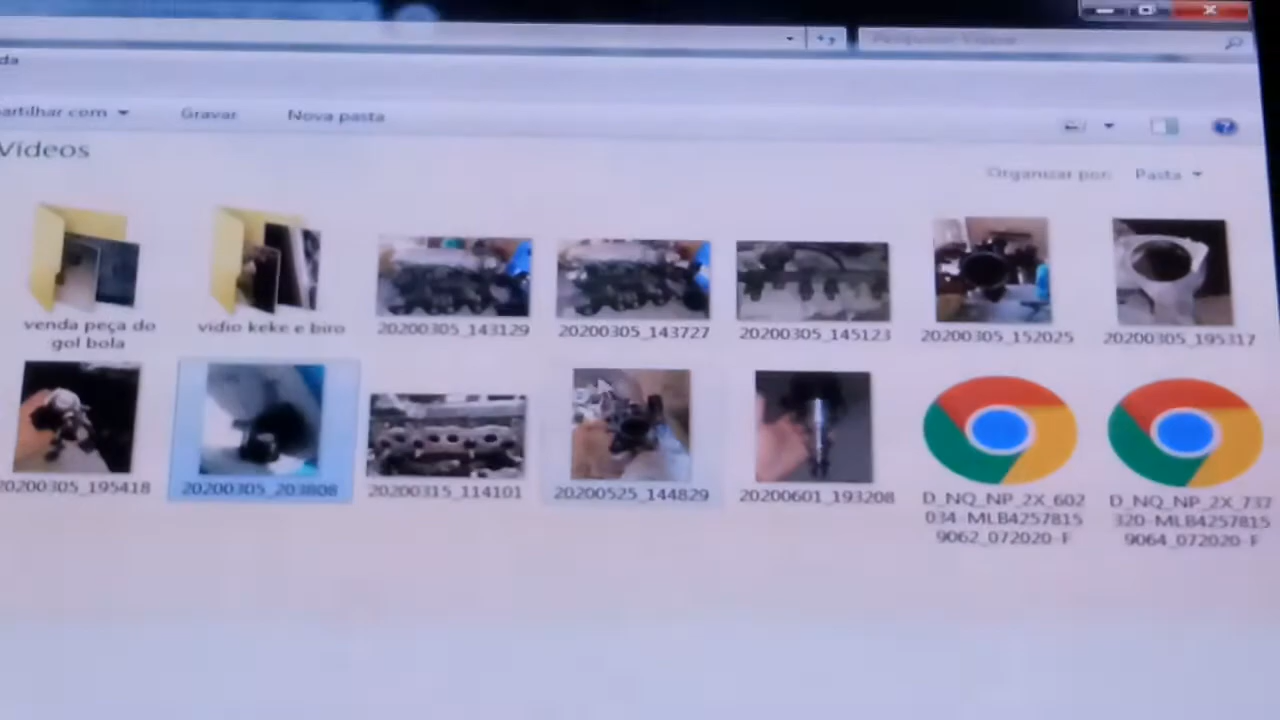 da
partilhar com
Gravar
Nova pasta
Vídeos
Organizar por:
Pasta
venda peça do
gol bola
vidio keke e biro
20200305_143129
20200305_143727
20200305_145123
20200305_152025
20200305_195317
20200305_195418
20200305_203808
20200315_114101
20200525_144829
20200601_193208
D_NQ_NP_2X_602
034-MLB4257815
9062_072020-F
D_NQ_NP_2X_737
320-MLB4257815
9064_072020-F